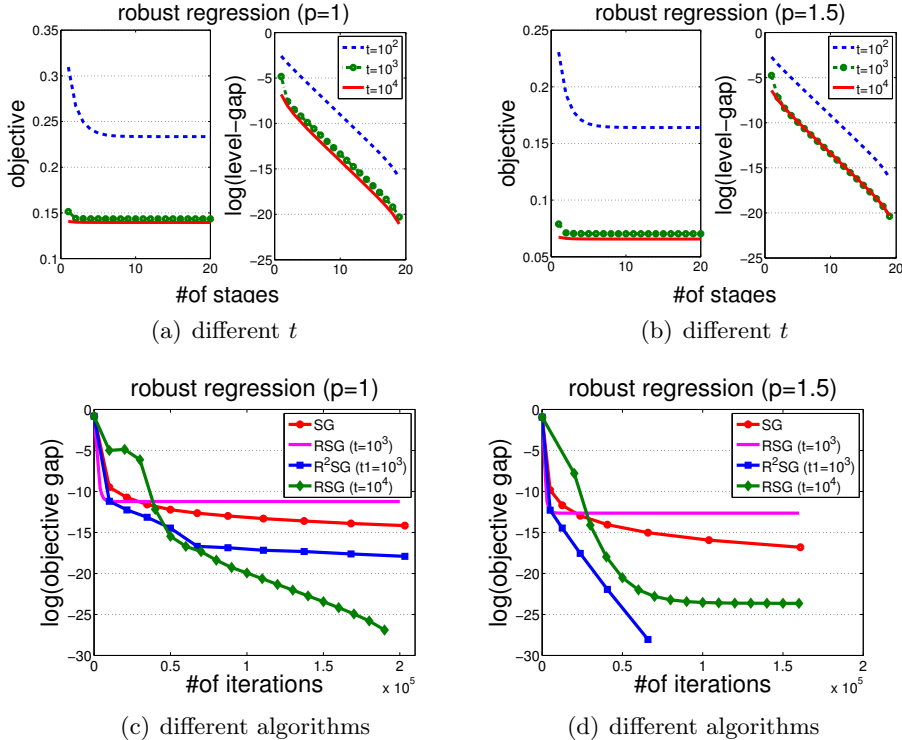 robust regression (p=1)
objective
0.35
0.3
0.25
0.2
0.15
0.1
0
10
20
log(level−gap)
0
−5
−10
−15
−20
−25
0
10
20
t=10²
t=10³
t=10⁴
#of stages
(a) different t
robust regression (p=1.5)
objective
0.25
0.2
0.15
0.1
0.05
0
10
20
log(level−gap)
0
−5
−10
−15
−20
−25
0
10
20
t=10²
t=10³
t=10⁴
#of stages
(b) different t
robust regression (p=1)
log(objective gap)
0
−5
−10
−15
−20
−25
−30
0
0.5
1
1.5
2
x 10⁵
SG
RSG (t=10³)
R²SG (t1=10³)
RSG (t=10⁴)
#of iterations
(c) different algorithms
robust regression (p=1.5)
log(objective gap)
0
−5
−10
−15
−20
−25
−30
0
0.5
1
1.5
2
x 10⁵
SG
RSG (t=10³)
R²SG (t1=10³)
RSG (t=10⁴)
#of iterations
(d) different algorithms